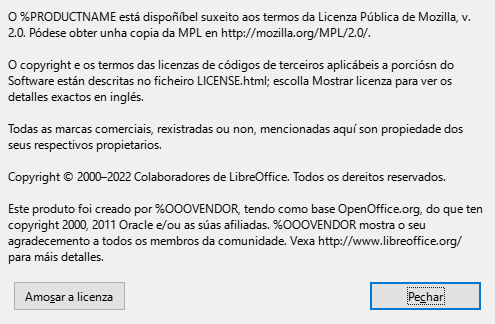 O %PRODUCTNAME está dispoñíbel suxeito aos termos da Licenza Pública de Mozilla, v.
2.0. Pódese obter unha copia da MPL en http://mozilla.org/MPL/2.0/.
O copyright e os termos das licenzas de códigos de terceiros aplicábeis a porciósn do
Software están descritas no ficheiro LICENSE.html; escolla Mostrar licenza para ver os
detalles exactos en inglés.
Todas as marcas comerciais, rexistradas ou non, mencionadas aquí son propiedade dos
seus respectivos propietarios.
Copyright © 2000–2022 Colaboradores de LibreOffice. Todos os dereitos reservados.
Este produto foi creado por %OOOVENDOR, tendo como base OpenOffice.org, do que ten
copyright 2000, 2011 Oracle e/ou as súas afiliadas. %OOOVENDOR mostra o seu
agradecemento a todos os membros da comunidade. Vexa http://www.libreoffice.org/
para máis detalles.
Amosar a licenza
Pechar